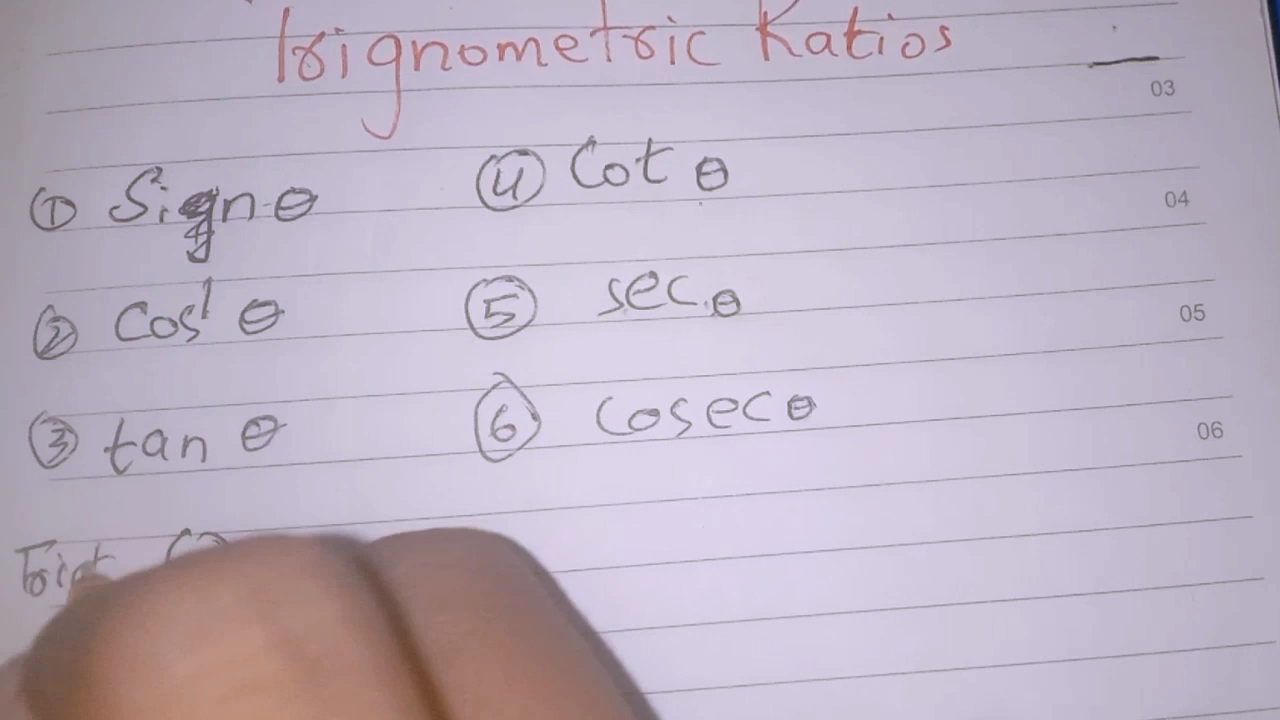 Trignometric Ratios
03
① Sign θ ④ Cot θ
04
② Cos θ ⑤ sec θ
05
③ tan θ ⑥ cosec θ
06